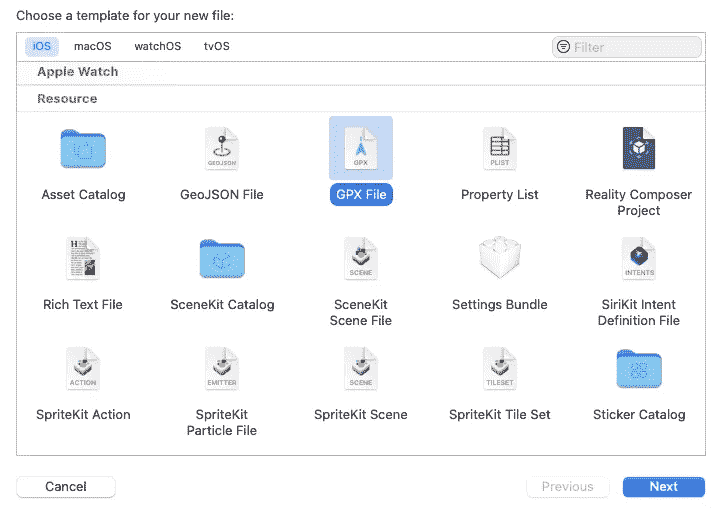 Choose a template for your new file:
iOS macOS watchOS tvOS Filter
Apple Watch
Resource
GEOJSON GPX PLIST
Asset Catalog GeoJSON File GPX File Property List Reality Composer
Project
SCENE INTENTS
Rich Text File SceneKit Catalog SceneKit Settings Bundle SiriKit Intent
Scene File Definition File
ACTION EMITTER SCENE TILESET
SpriteKit Action SpriteKit SpriteKit Scene SpriteKit Tile Set Sticker Catalog
Particle File
Cancel Previous Next